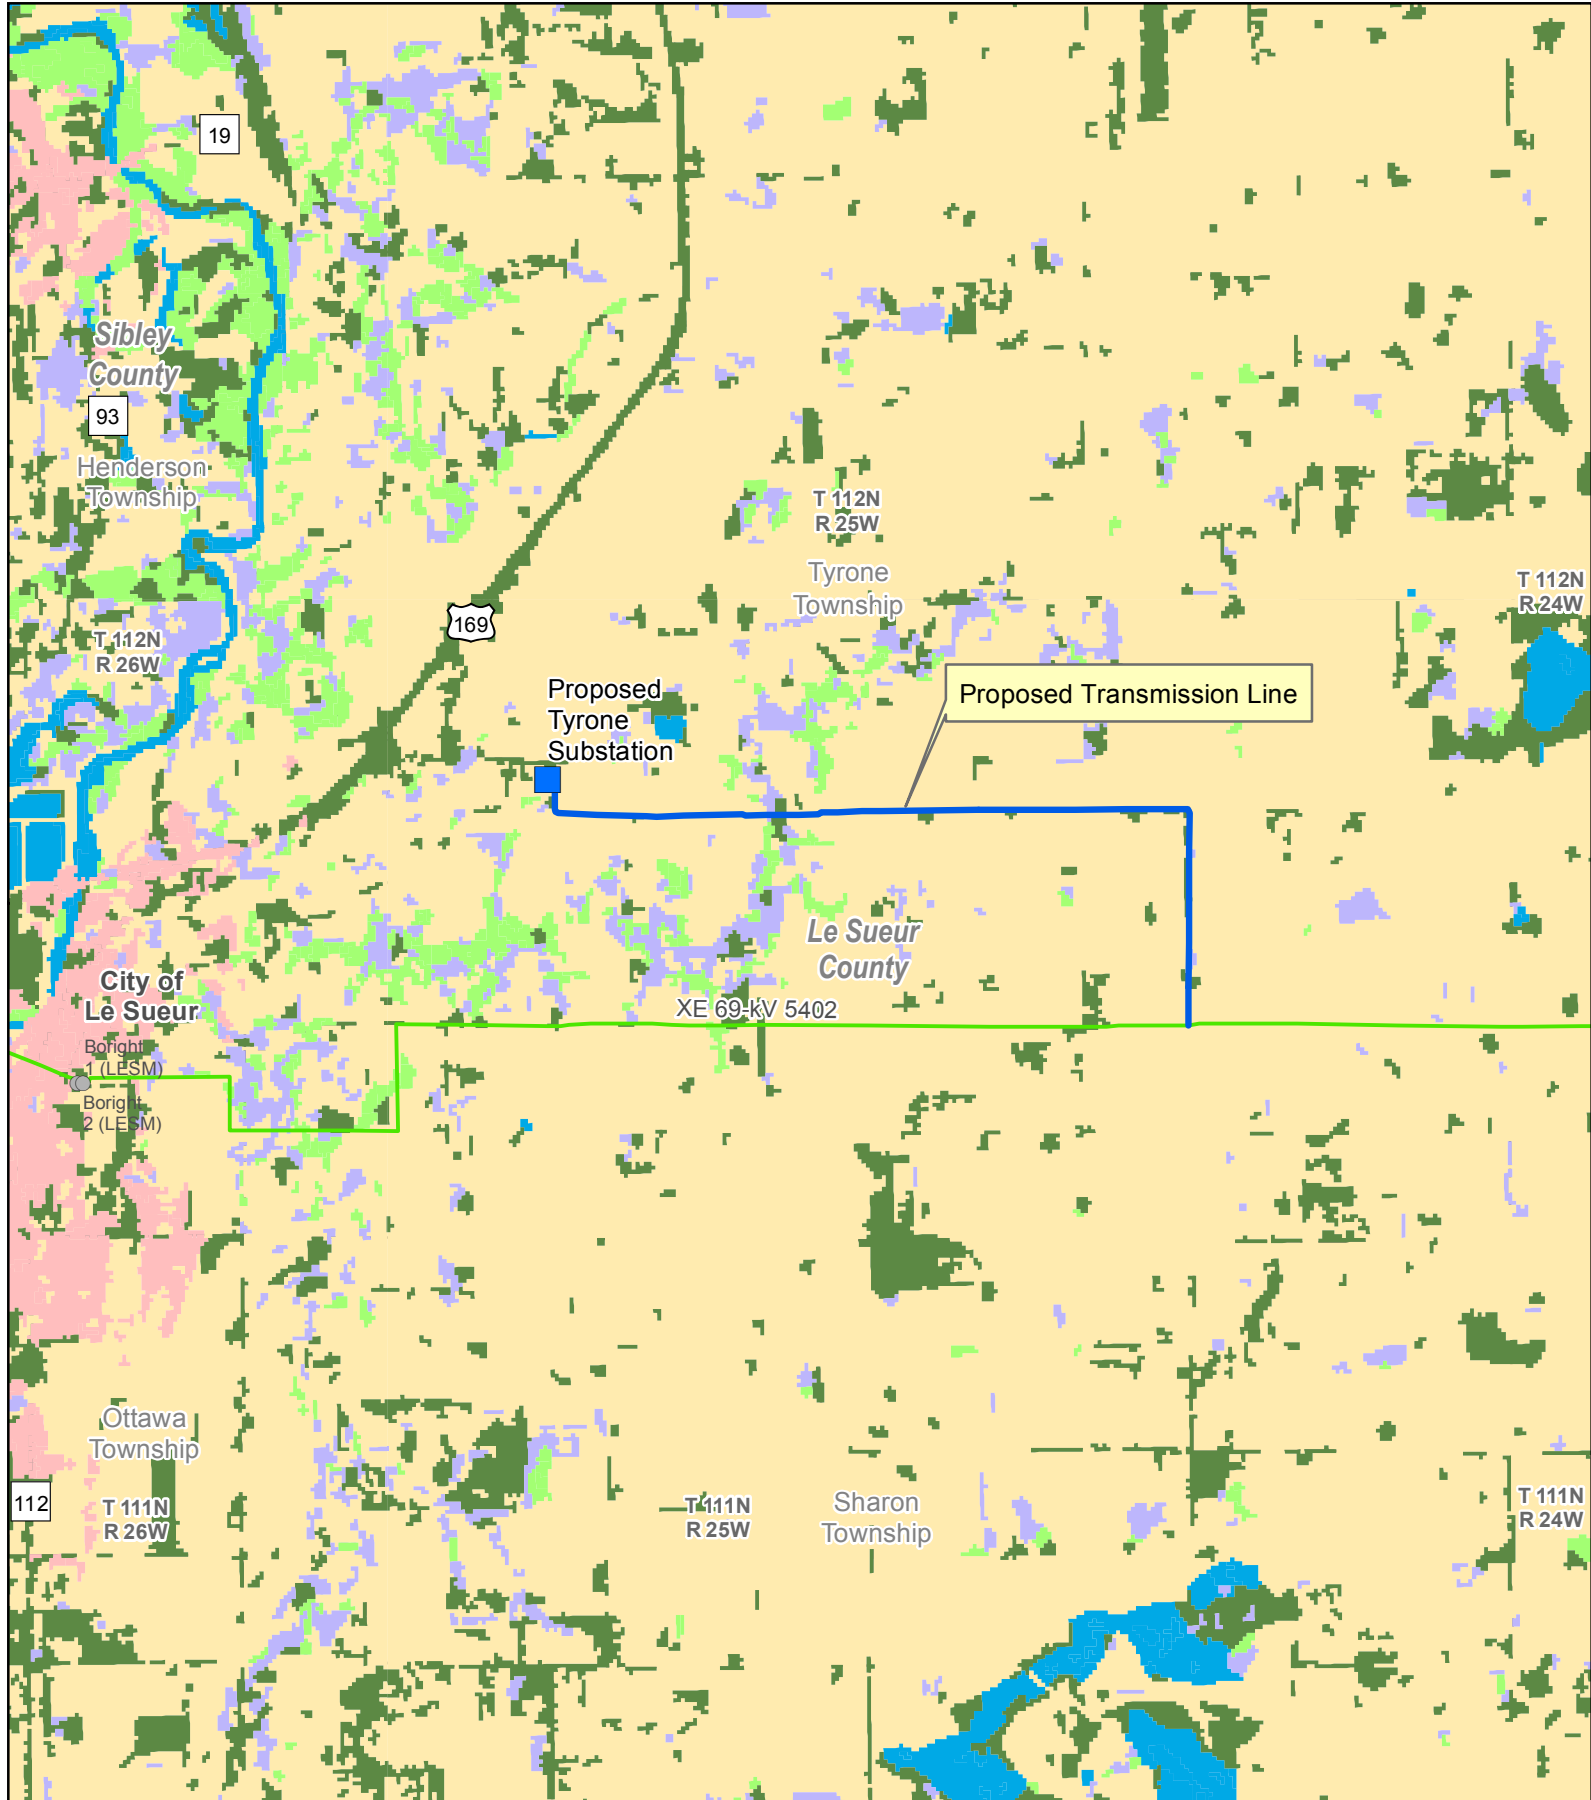 19
Sibley
County
93
Henderson
Township
T 112N
R 25W
Tyrone
Township
T 112N
R 24W
169
T 112N
R 26W
Proposed
Tyrone
Substation
Proposed Transmission Line
Le Sueur
County
City of
Le Sueur
XE 69-kV 5402
Boright
1 (LESM)
Boright
2 (LESM)
Ottawa
Township
112
T 111N
R 26W
T 111N
R 25W
Sharon
Township
T 111N
R 24W